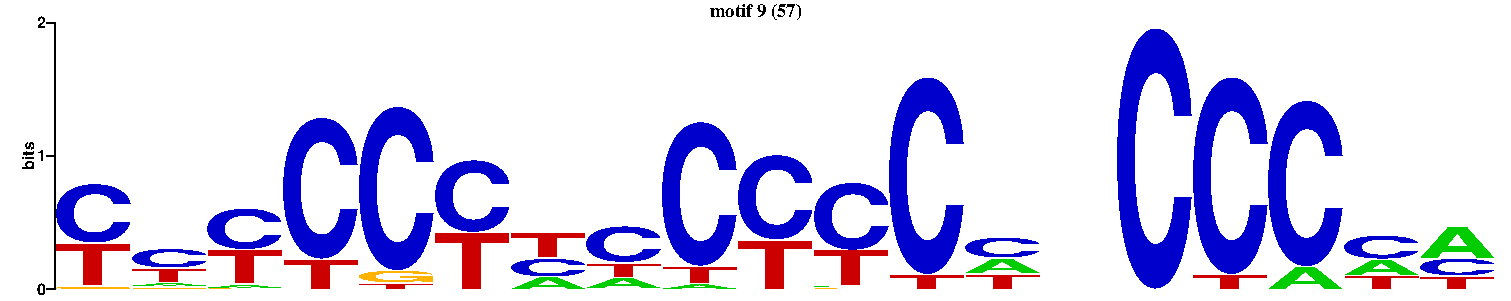 motif 9 (57)
2
bits
1
0
C C C C C C T C C C C C C C C C C A
T T T T G T C T T T T T A T A A C
A A T A A A T T T